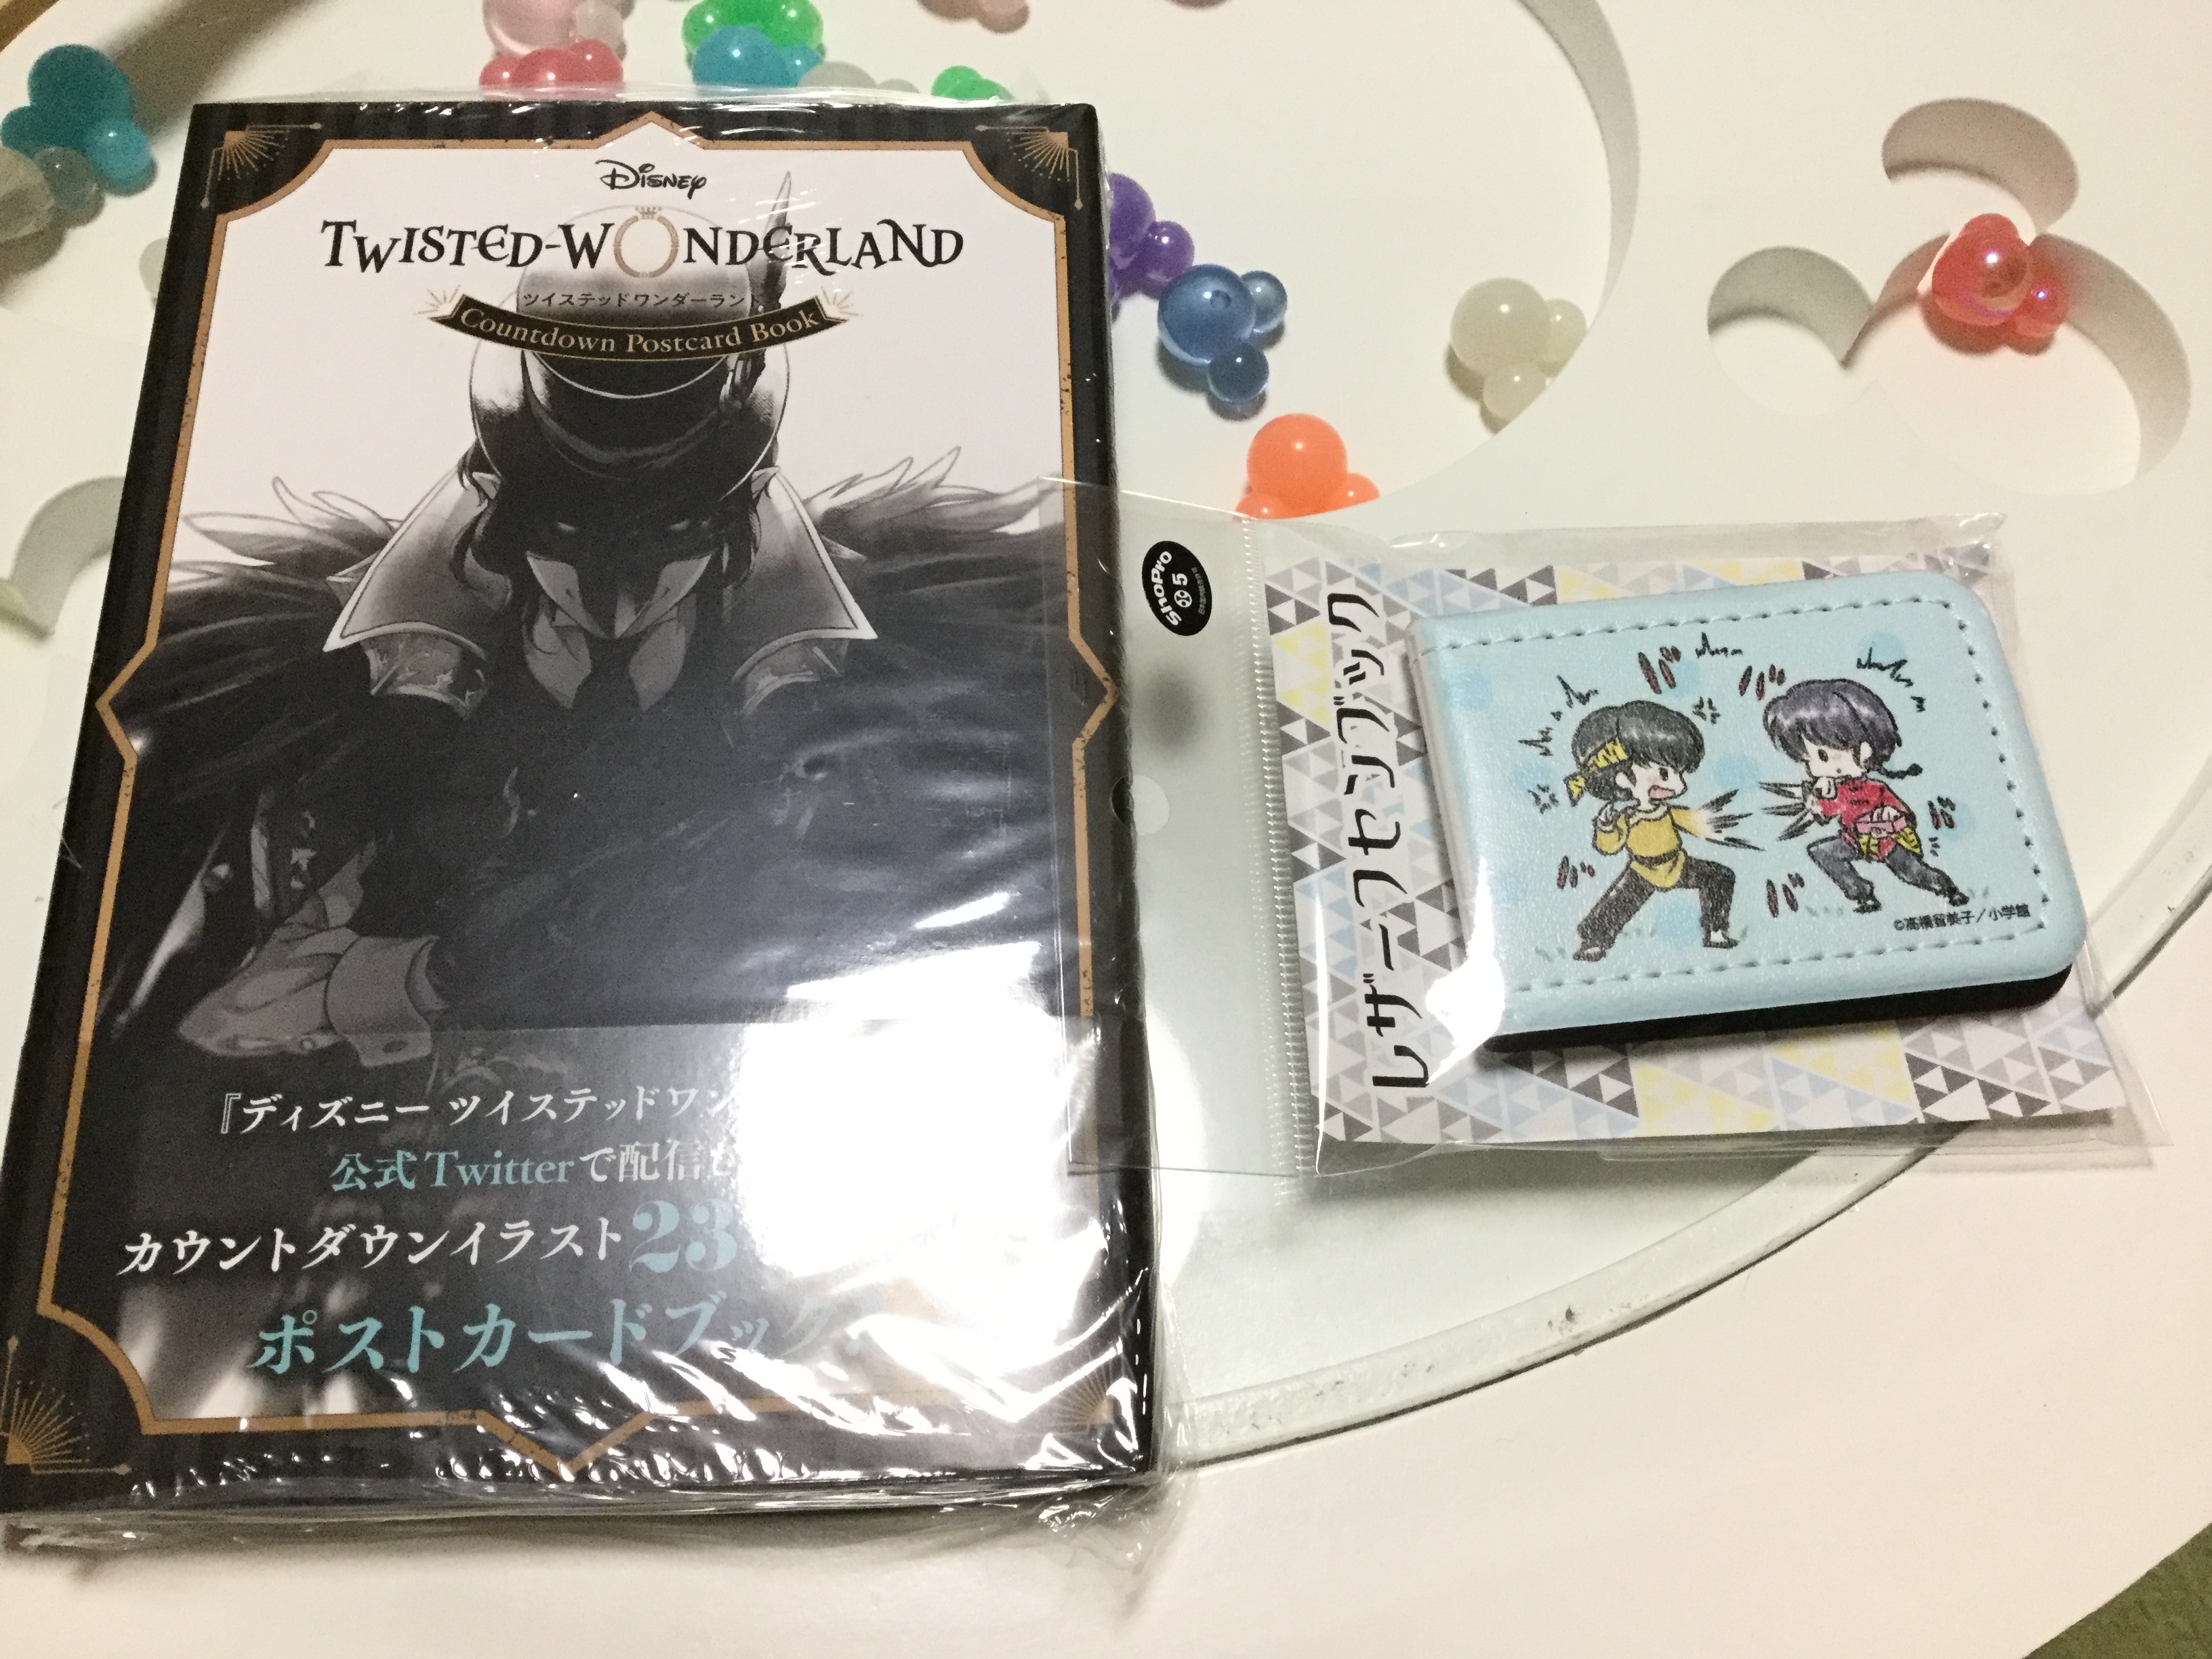 Disney
TWISTED-WONDERLAND
ツイステッドワンダーランド
Countdown Postcard Book
『ディズニー ツイステッドワン
公式Twitterで配信
カウントダウンイラスト23
ポストカードブック
ShoPro
5
レザーフセンブック
バ
©高橋留美子／小学館